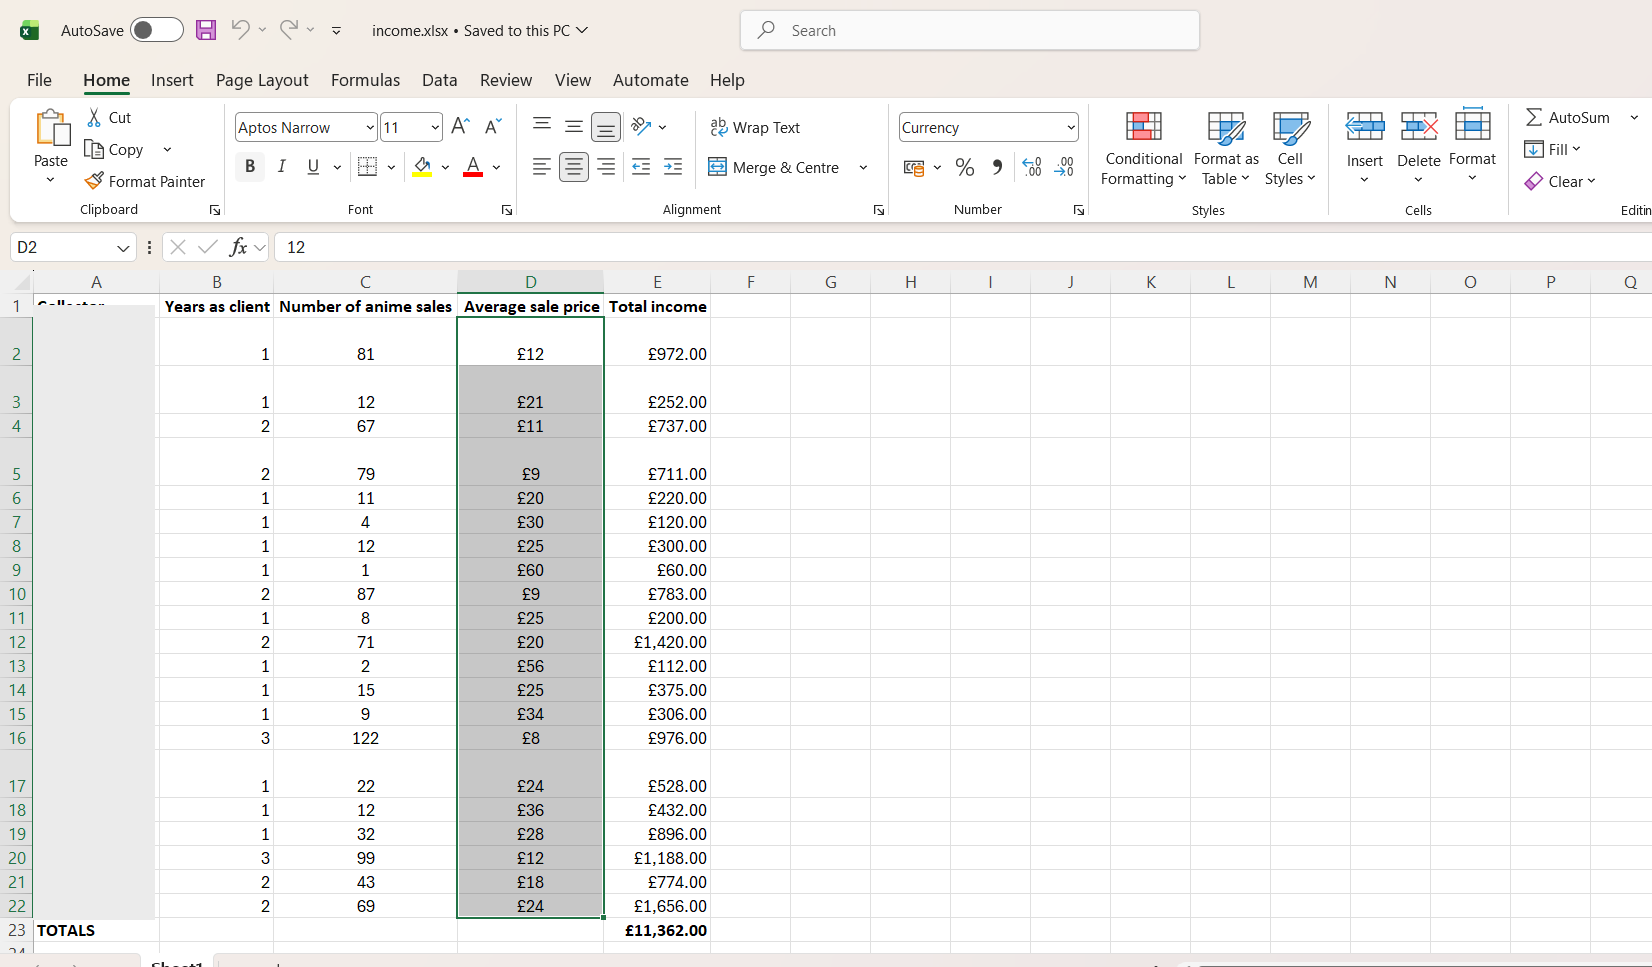 AutoSave income.xlsx • Saved to this PC Search
File Home Insert Page Layout Formulas Data Review View Automate Help
Paste
Cut
Copy
Format Painter
Clipboard
Aptos Narrow 11
B I U
Font
Wrap Text
Merge & Centre
Alignment
Currency
Number
Conditional Formatting
Format as Table
Cell Styles
Styles
Insert Delete Format
Cells
AutoSum
Fill
Clear
D2 fx 12
A B C D E F G H I J K L M N O P Q
1 Years as client Number of anime sales Average sale price Total income
2 1 81 £12 £972.00
3 1 12 £21 £252.00
4 2 67 £11 £737.00
5 2 79 £9 £711.00
6 1 11 £20 £220.00
7 1 4 £30 £120.00
8 1 12 £25 £300.00
9 1 1 £60 £60.00
10 2 87 £9 £783.00
11 1 8 £25 £200.00
12 2 71 £20 £1,420.00
13 1 2 £56 £112.00
14 1 15 £25 £375.00
15 1 9 £34 £306.00
16 3 122 £8 £976.00
17 1 22 £24 £528.00
18 1 12 £36 £432.00
19 1 32 £28 £896.00
20 3 99 £12 £1,188.00
21 2 43 £18 £774.00
22 2 69 £24 £1,656.00
23 TOTALS £11,362.00